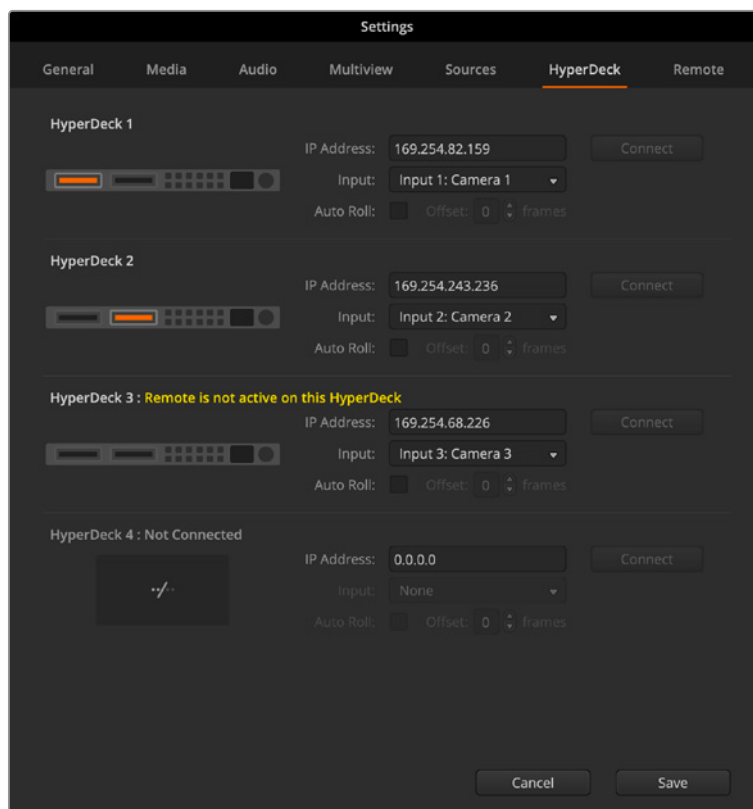 Settings
General Media Audio Multiview Sources HyperDeck Remote
HyperDeck 1
IP Address: 169.254.82.159 Connect
Input: Input 1: Camera 1
Auto Roll: Offset: 0 frames
HyperDeck 2
IP Address: 169.254.243.236 Connect
Input: Input 2: Camera 2
Auto Roll: Offset: 0 frames
HyperDeck 3 : Remote is not active on this HyperDeck
IP Address: 169.254.68.226 Connect
Input: Input 3: Camera 3
Auto Roll: Offset: 0 frames
HyperDeck 4 : Not Connected
IP Address: 0.0.0.0 Connect
Input: None
Auto Roll: Offset: 0 frames
Cancel Save